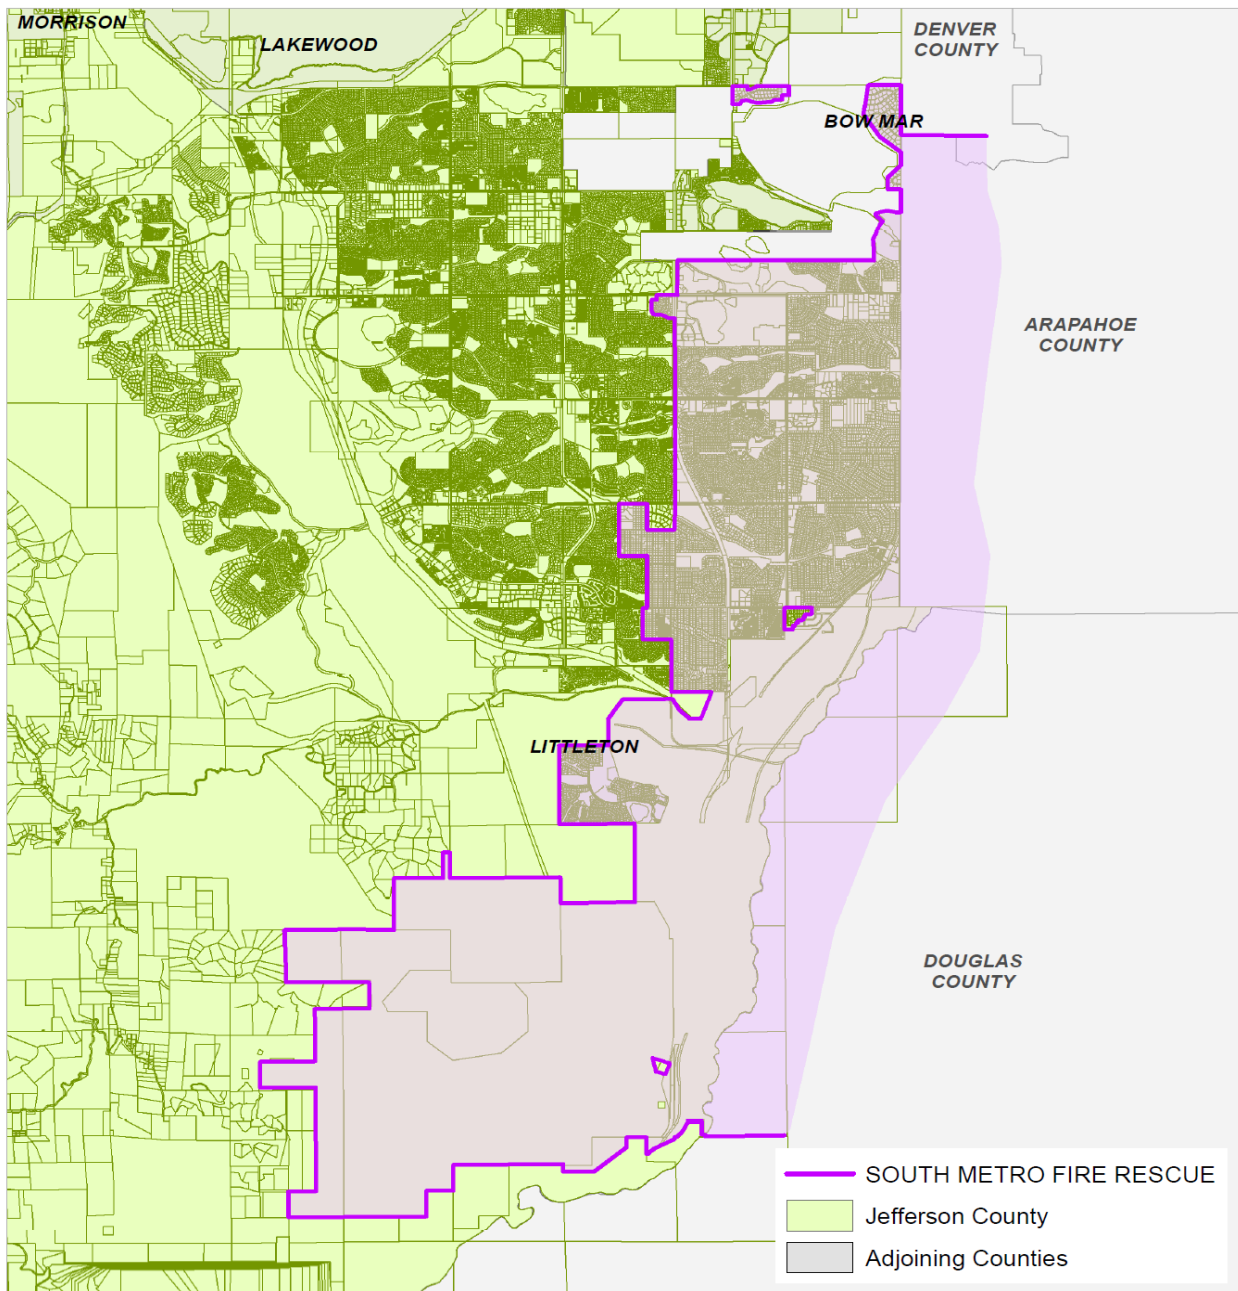 MORRISON
LAKEWOOD
DENVER
COUNTY
BOW MAR
ARAPAHOE
COUNTY
LITTLETON
DOUGLAS
COUNTY
SOUTH METRO FIRE RESCUE
Jefferson County
Adjoining Counties